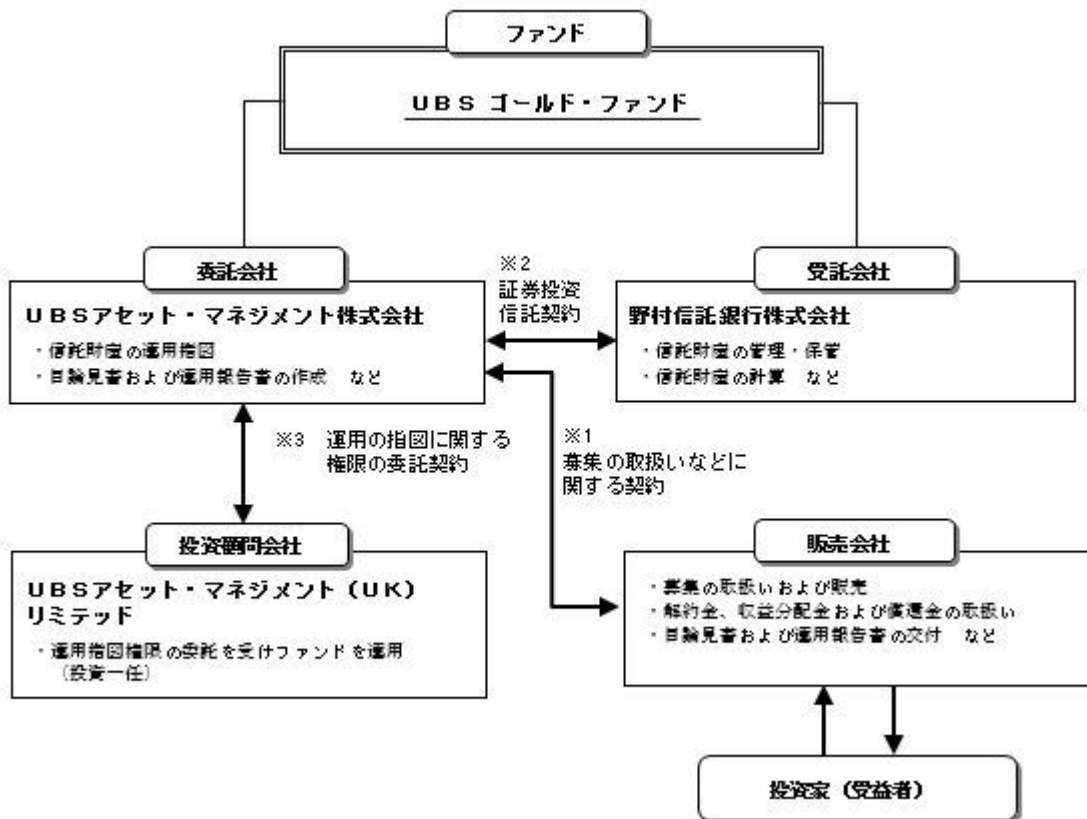 ファンド
UBS ゴールド・ファンド
委託会社
UBSアセット・マネジメント株式会社
・信託財産の運用指図
・目論見書および運用報告書の作成 など
※2
証券投資
信託契約
受託会社
野村信託銀行株式会社
・信託財産の管理・保管
・信託財産の計算 など
※3 運用の指図に関する
権限の委託契約
※1
募集の取扱いなどに
関する契約
投資顧問会社
UBSアセット・マネジメント（UK）
リミテッド
・運用指図権限の委託を受けファンドを運用
（投資一任）
販売会社
・募集の取扱いおよび販売
・解約金、収益分配金および償還金の取扱い
・目論見書および運用報告書の交付 など
投資家（受益者）